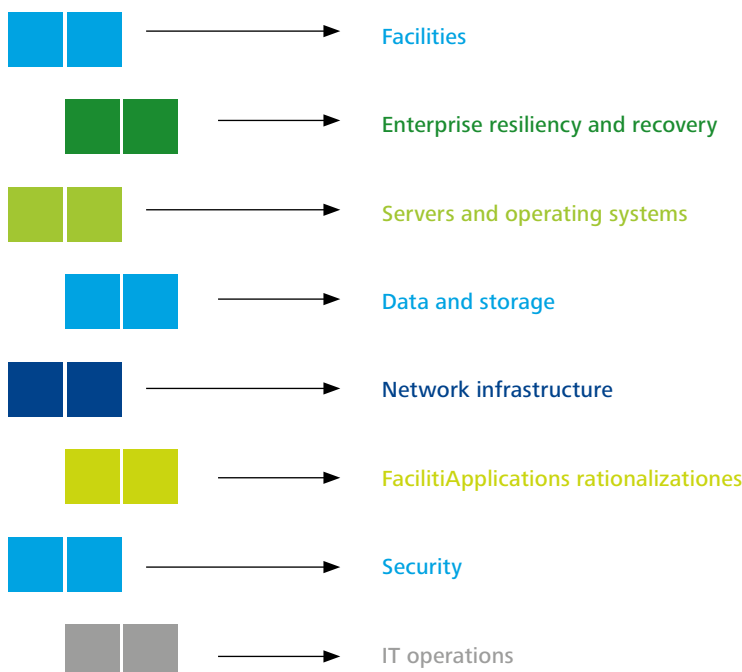 Facilities
Enterprise resiliency and recovery
Servers and operating systems
Data and storage
Network infrastructure
FacilitiApplications rationalizationes
Security
IT operations